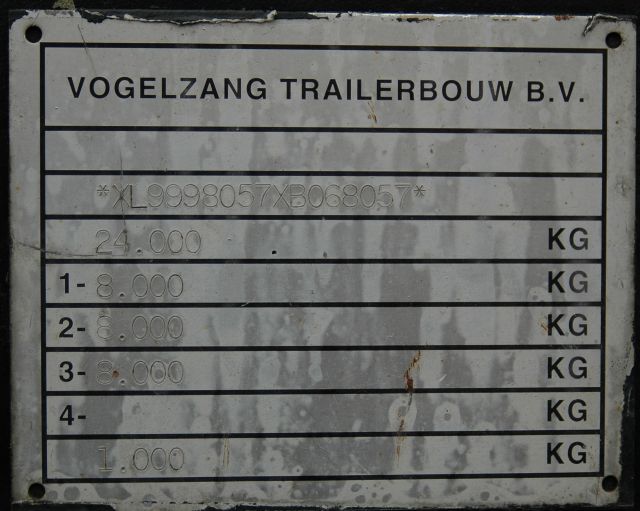 VOGELZANG TRAILERBOUW B.V.
*XL9998057XB068057*
24.000 KG
1- 8.000 KG
2- 8.000 KG
3- 8.000 KG
4- KG
1.000 KG